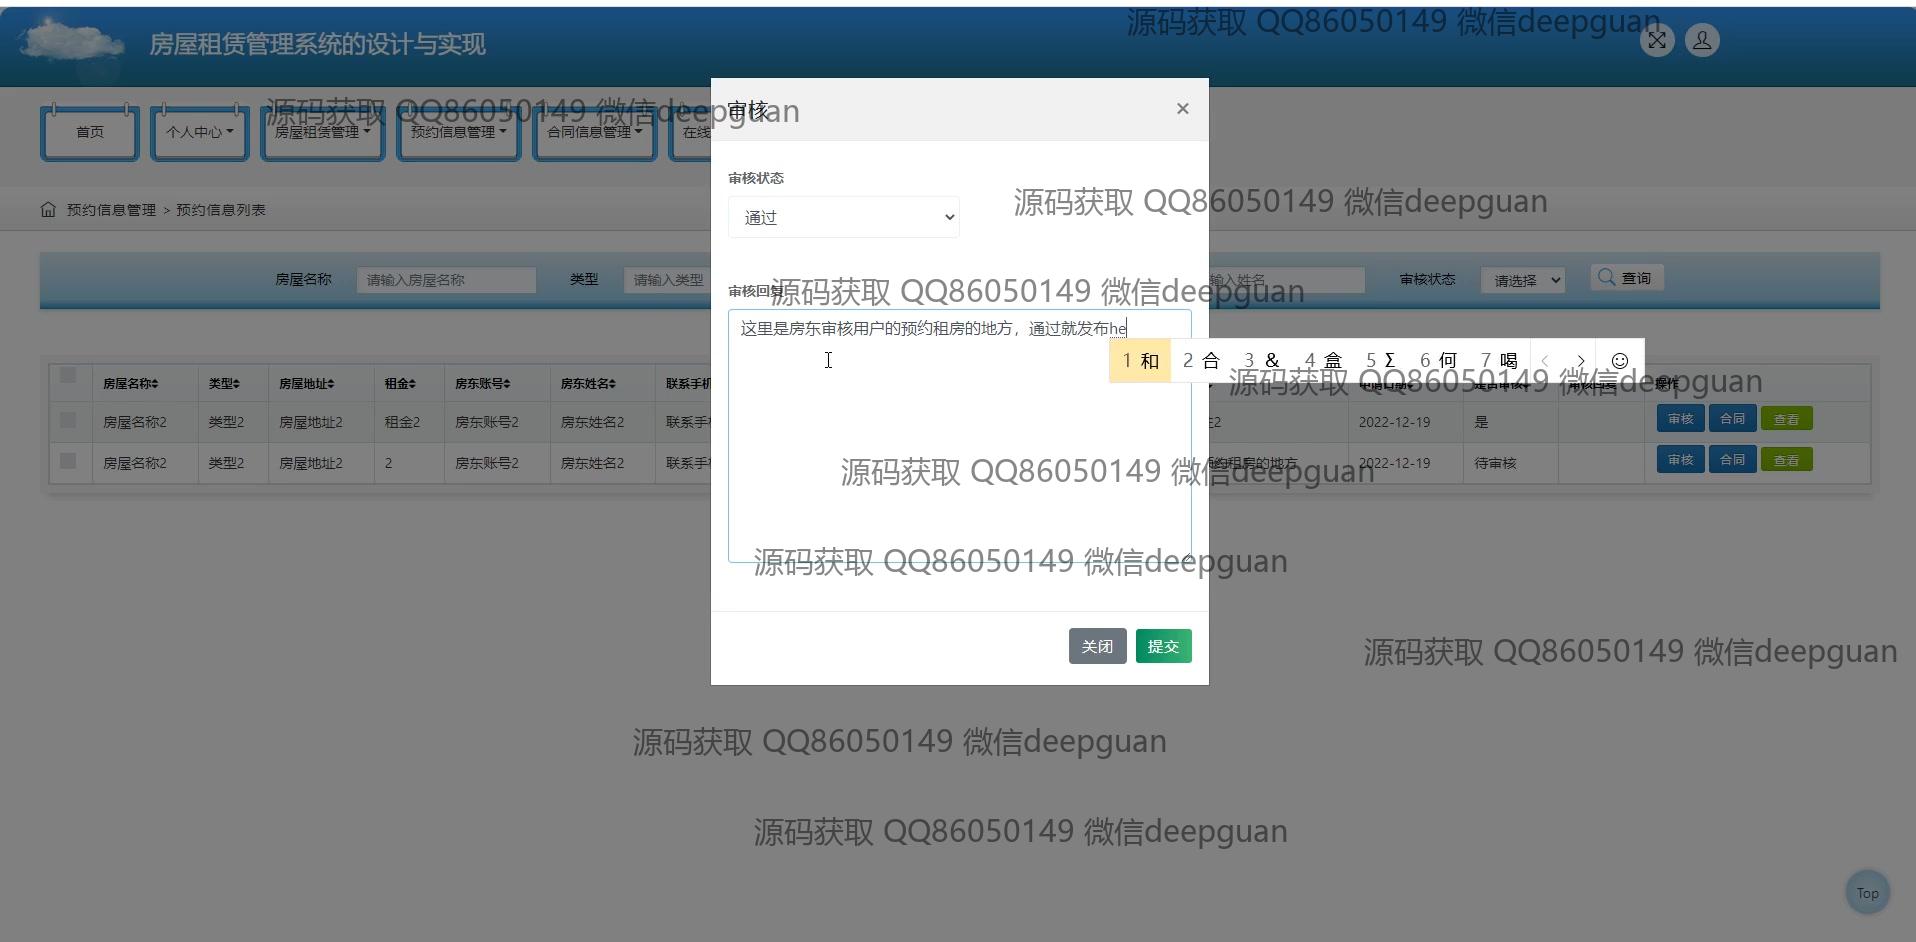 源码获取 QQ86050149 微信deepguan
房屋租赁管理系统的设计与实现
源码获取 QQ86050149 微信deepguan
审核
×
首页
个人中心
房屋租赁管理
预约信息管理
合同信息管理
在线
审核状态
通过
源码获取 QQ86050149 微信deepguan
预约信息管理 > 预约信息列表
房屋名称 请输入房屋名称 类型 请输入类型
输入姓名 审核状态 请选择 查询
审核回复
源码获取 QQ86050149 微信deepguan
这里是房东审核用户的预约租房的地方，通过就发布he
1 和 2 合 3 & 4 盒 5 Σ 6 何 7 喝 < > ☺
源码获取 QQ86050149 微信deepguan
房屋名称 类型 房屋地址 租金 房东账号 房东姓名 联系手机 申请日期 是否审核 审核回复 操作
房屋名称2 类型2 房屋地址2 租金2 房东账号2 房东姓名2 联系手 2 2022-12-19 是 审核 合同 查看
房屋名称2 类型2 房屋地址2 2 房东账号2 房东姓名2 联系手 约租房的地方 2022-12-19 待审核 审核 合同 查看
源码获取 QQ86050149 微信deepguan
源码获取 QQ86050149 微信deepguan
关闭 提交
源码获取 QQ86050149 微信deepguan
源码获取 QQ86050149 微信deepguan
源码获取 QQ86050149 微信deepguan
Top